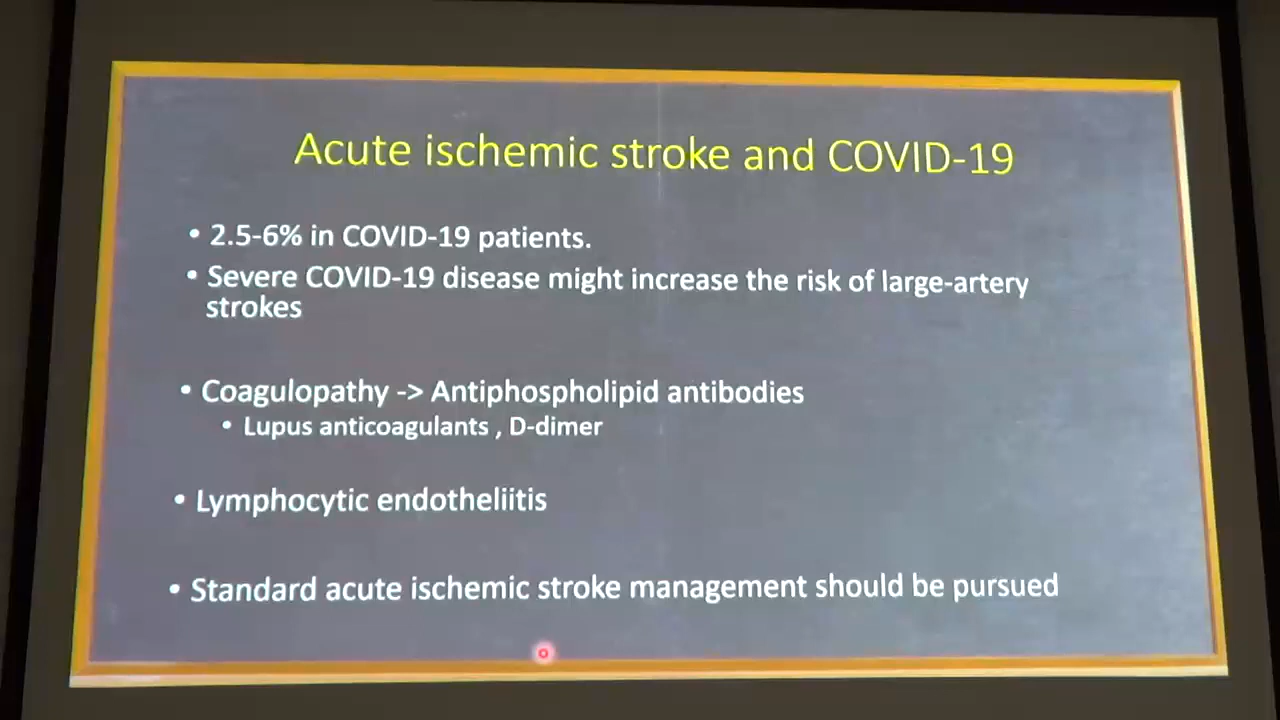 Acute ischemic stroke and COVID-19
• 2.5-6% in COVID-19 patients.
• Severe COVID-19 disease might increase the risk of large-artery
strokes
• Coagulopathy -> Antiphospholipid antibodies
• Lupus anticoagulants , D-dimer
• Lymphocytic endotheliitis
• Standard acute ischemic stroke management should be pursued